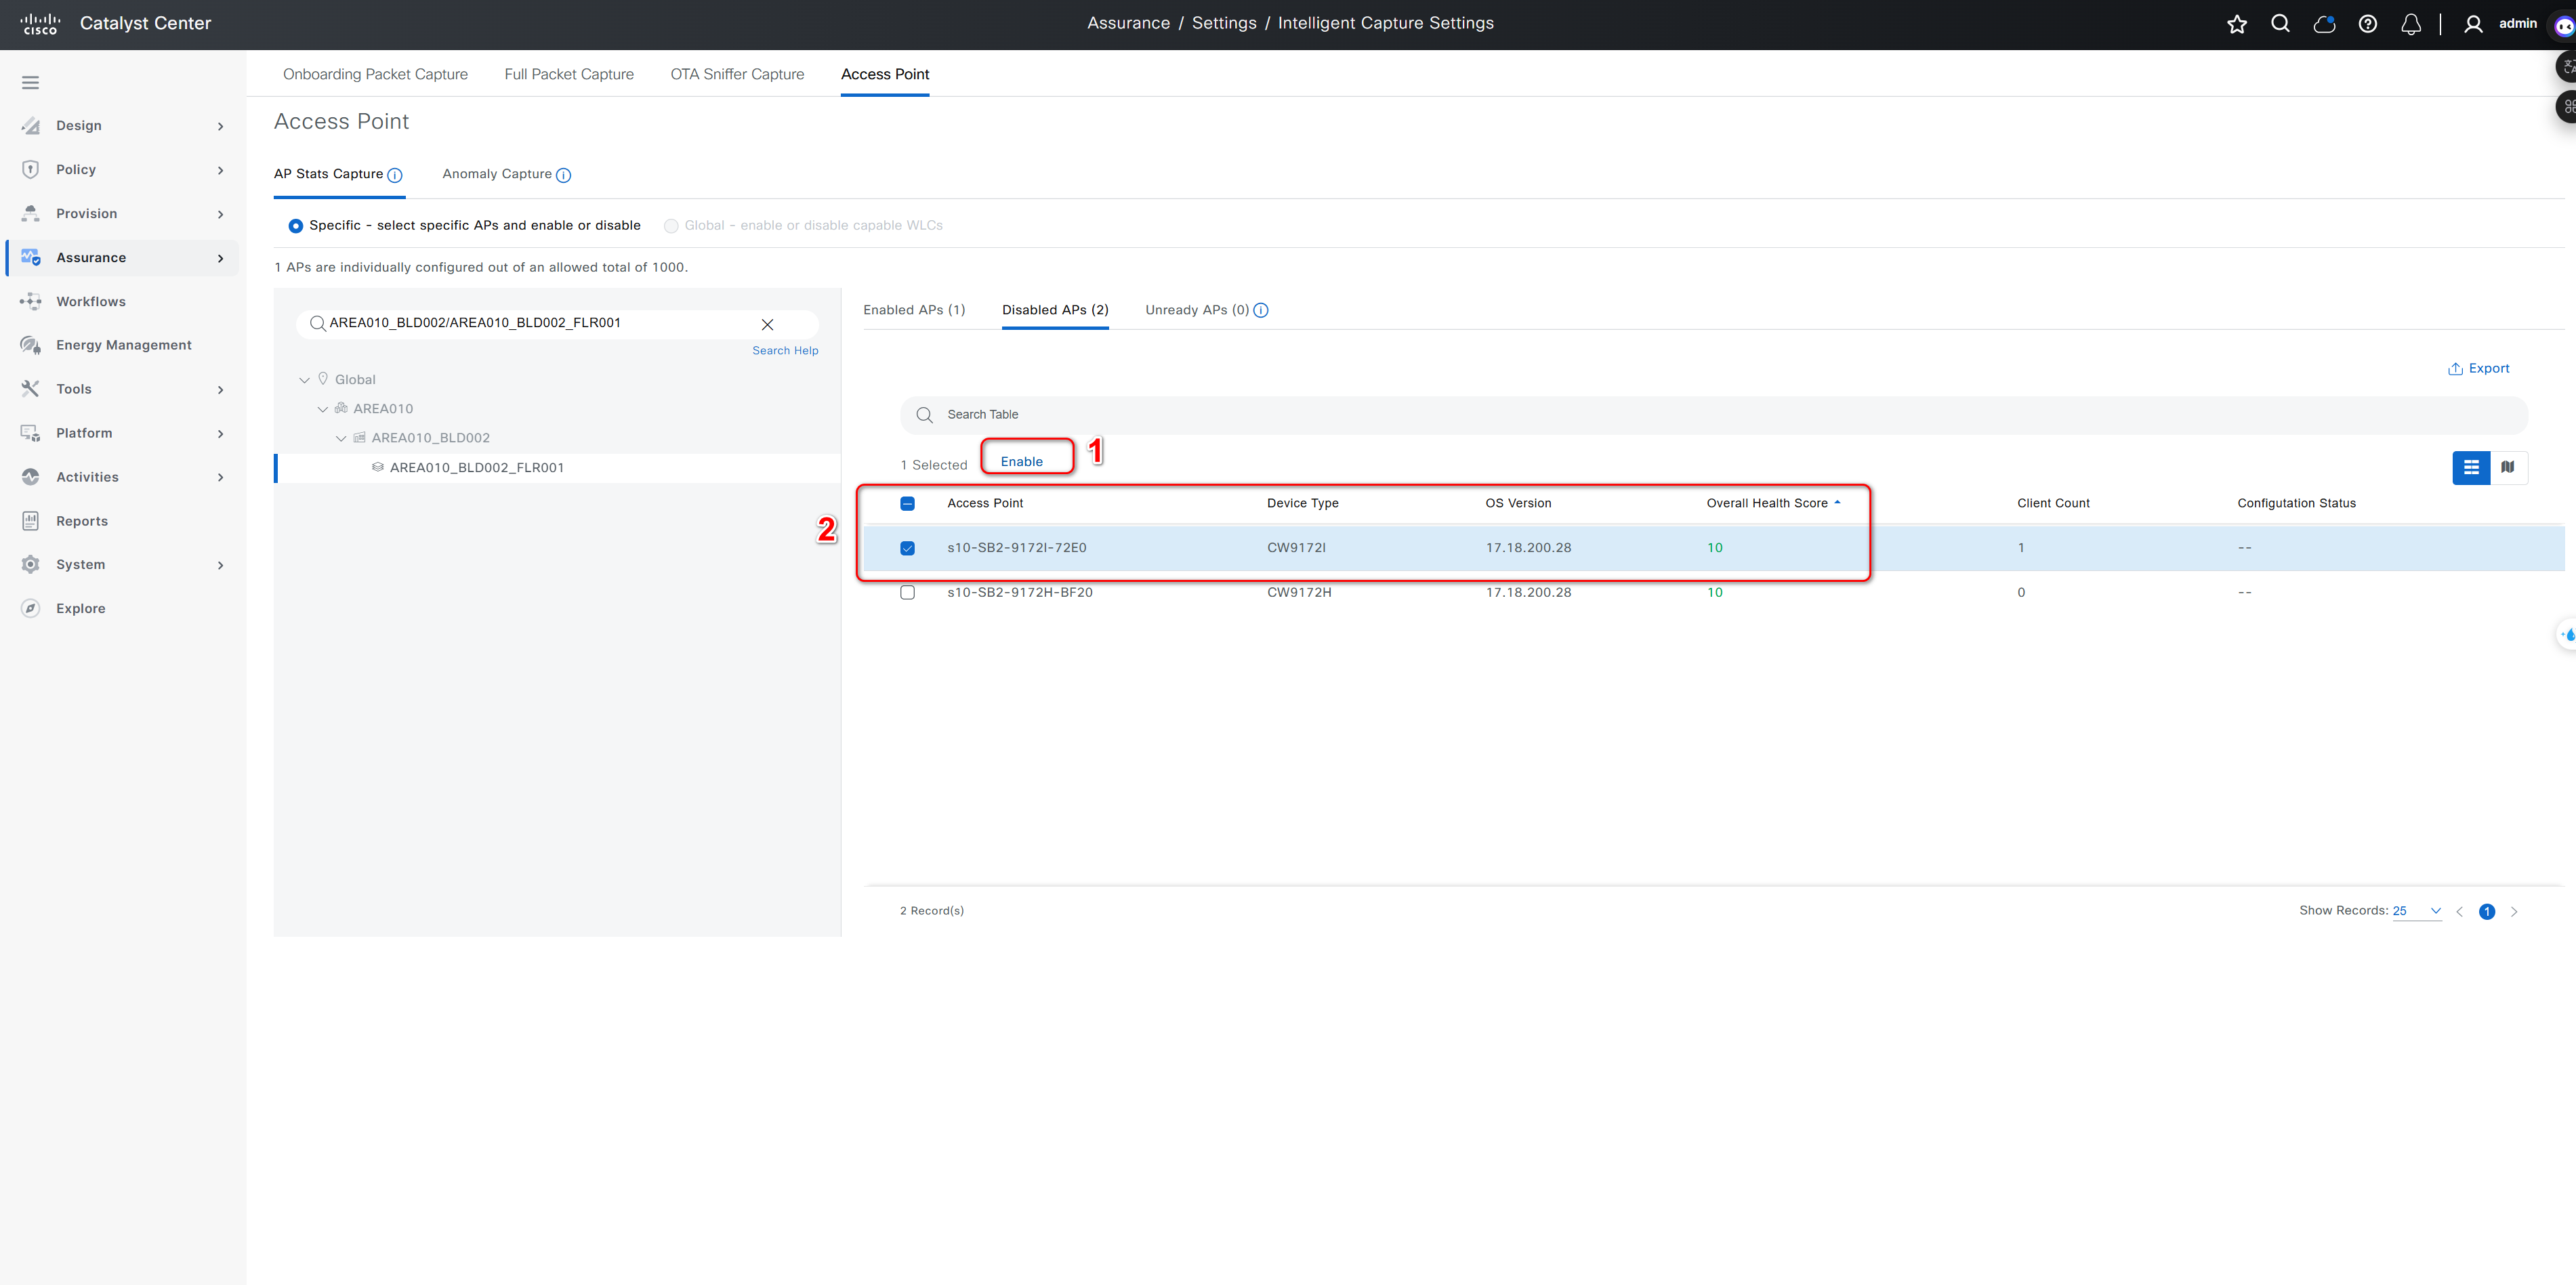 CISCO Catalyst Center
Assurance / Settings / Intelligent Capture Settings
admin
Design
Policy
Provision
Assurance
Workflows
Energy Management
Tools
Platform
Activities
Reports
System
Explore
Onboarding Packet Capture Full Packet Capture OTA Sniffer Capture Access Point
Access Point
AP Stats Capture Anomaly Capture
Specific - select specific APs and enable or disable Global - enable or disable capable WLCs
1 APs are individually configured out of an allowed total of 1000.
AREA010_BLD002/AREA010_BLD002_FLR001
Search Help
Global
AREA010
AREA010_BLD002
AREA010_BLD002_FLR001
Enabled APs (1) Disabled APs (2) Unready APs (0)
Export
Search Table
1 Selected Enable 1
2
Access Point Device Type OS Version Overall Health Score Client Count Configutation Status
s10-SB2-9172I-72E0 CW9172I 17.18.200.28 10 1 --
s10-SB2-9172H-BF20 CW9172H 17.18.200.28 10 0 --
2 Record(s) Show Records: 25 1